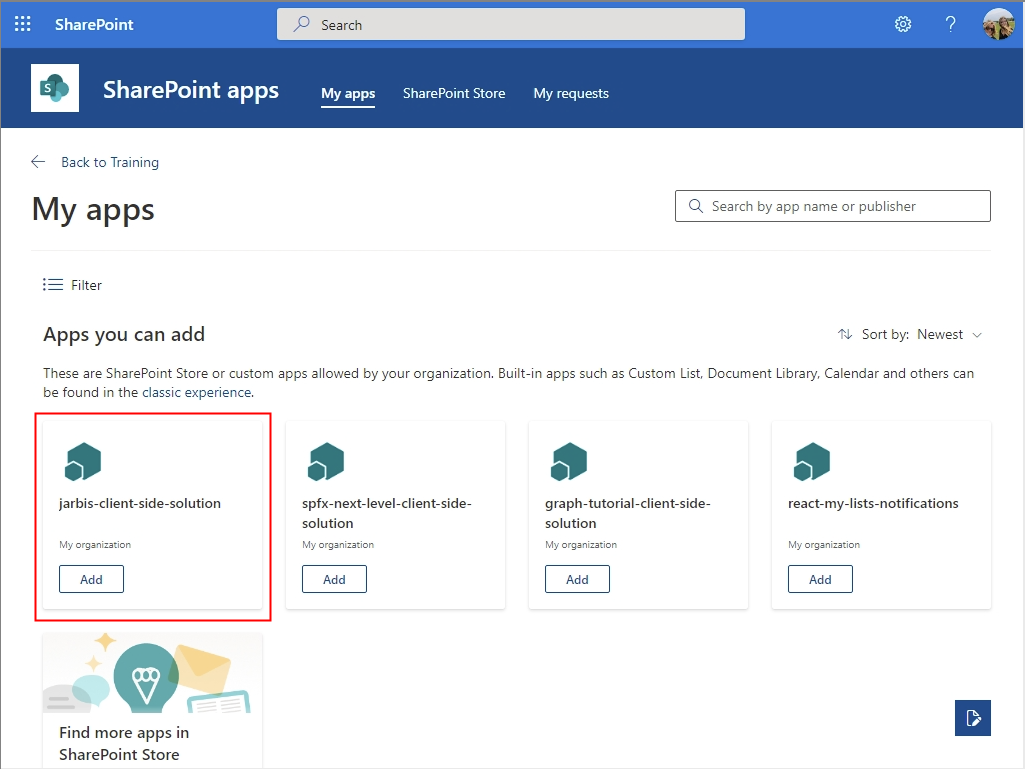 SharePoint
Search
?
S
SharePoint apps
My apps
SharePoint Store
My requests
Back to Training
My apps
Search by app name or publisher
Filter
Apps you can add
Sort by: Newest
These are SharePoint Store or custom apps allowed by your organization. Built-in apps such as Custom List, Document Library, Calendar and others can
be found in the classic experience.
jarbis-client-side-solution
My organization
Add
spfx-next-level-client-side-
solution
My organization
Add
graph-tutorial-client-side-
solution
My organization
Add
react-my-lists-notifications
My organization
Add
Find more apps in
SharePoint Store